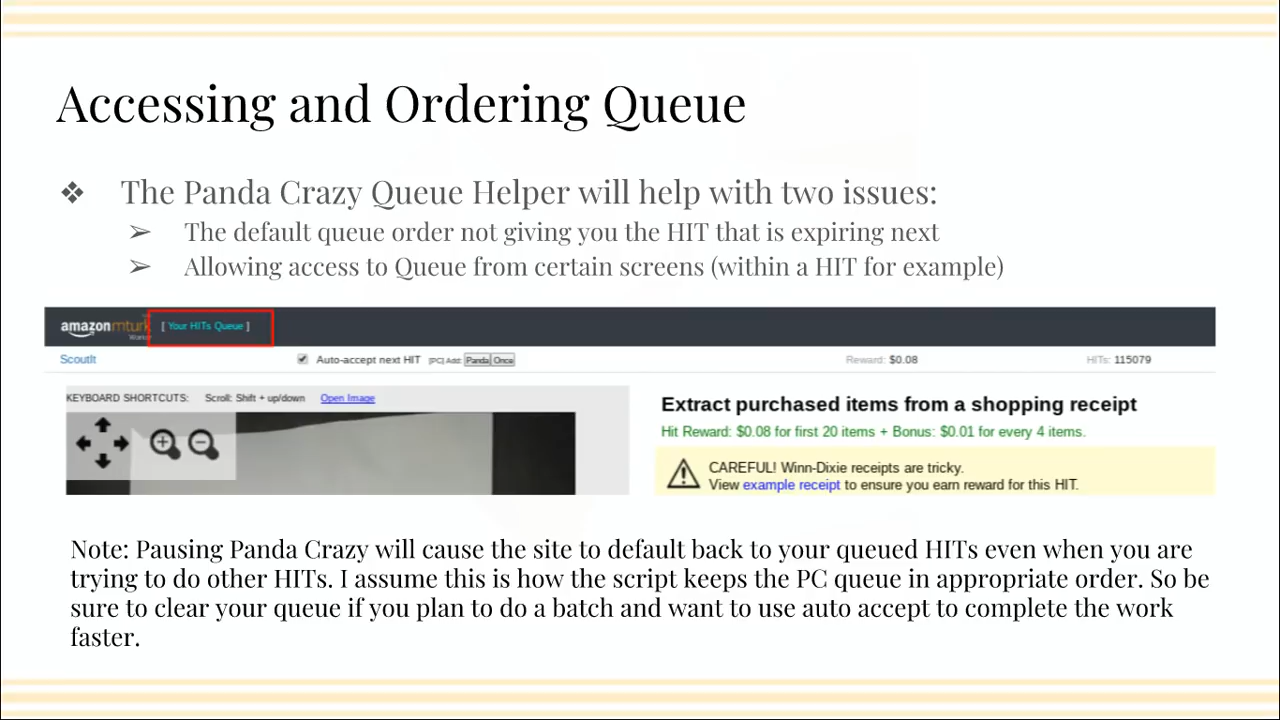 Accessing and Ordering Queue
❖ The Panda Crazy Queue Helper will help with two issues:
➢ The default queue order not giving you the HIT that is expiring next
➢ Allowing access to Queue from certain screens (within a HIT for example)
amazonmturk [ Your HITs Queue ]
Worker
ScoutIt Auto-accept next HIT [PC] Add: Panda Once Reward: $0.08 HITs: 115079
KEYBOARD SHORTCUTS: Scroll: Shift + up/down Open Image
Extract purchased items from a shopping receipt
Hit Reward: $0.08 for first 20 items + Bonus: $0.01 for every 4 items.
CAREFUL! Winn-Dixie receipts are tricky.
View example receipt to ensure you earn reward for this HIT.
Note: Pausing Panda Crazy will cause the site to default back to your queued HITs even when you are
trying to do other HITs. I assume this is how the script keeps the PC queue in appropriate order. So be
sure to clear your queue if you plan to do a batch and want to use auto accept to complete the work
faster.